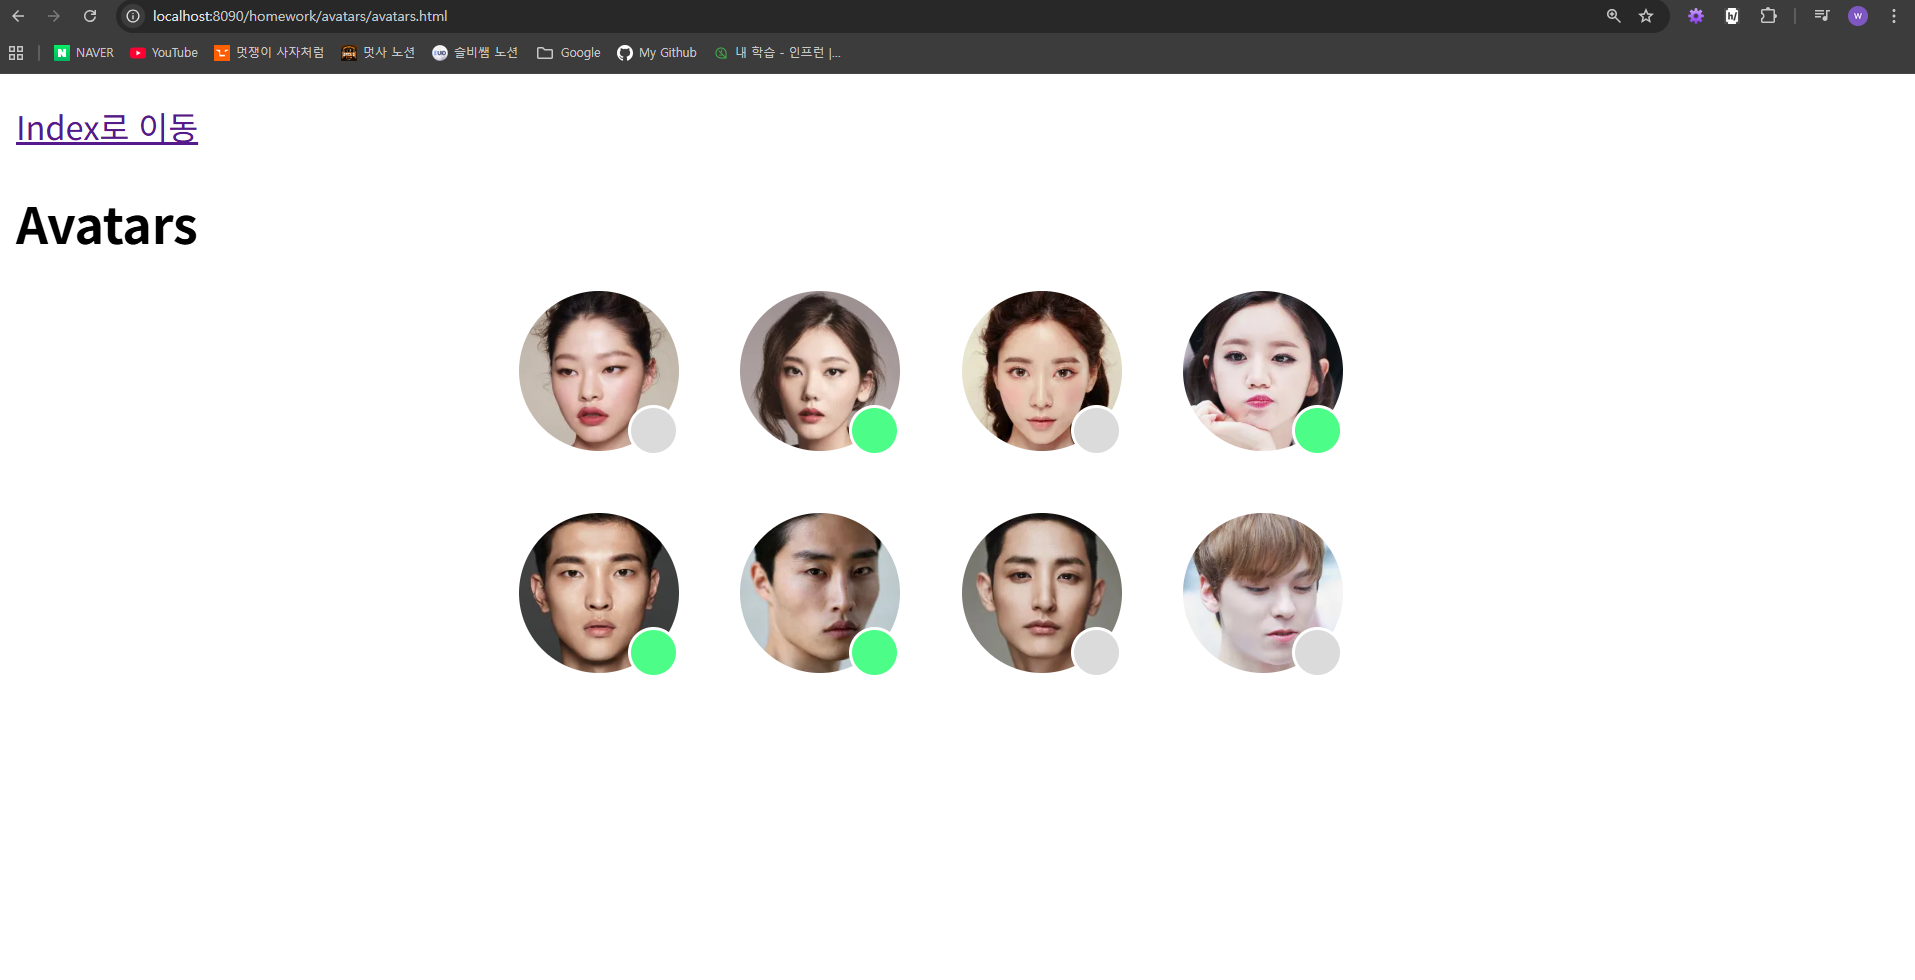 localhost:8090/homework/avatars/avatars.html
W
NAVER YouTube 멋쟁이 사자처럼 멋사 노션 슬비쌤 노션 Google My Github 내 학습 - 인프런 |...
Index로 이동
Avatars